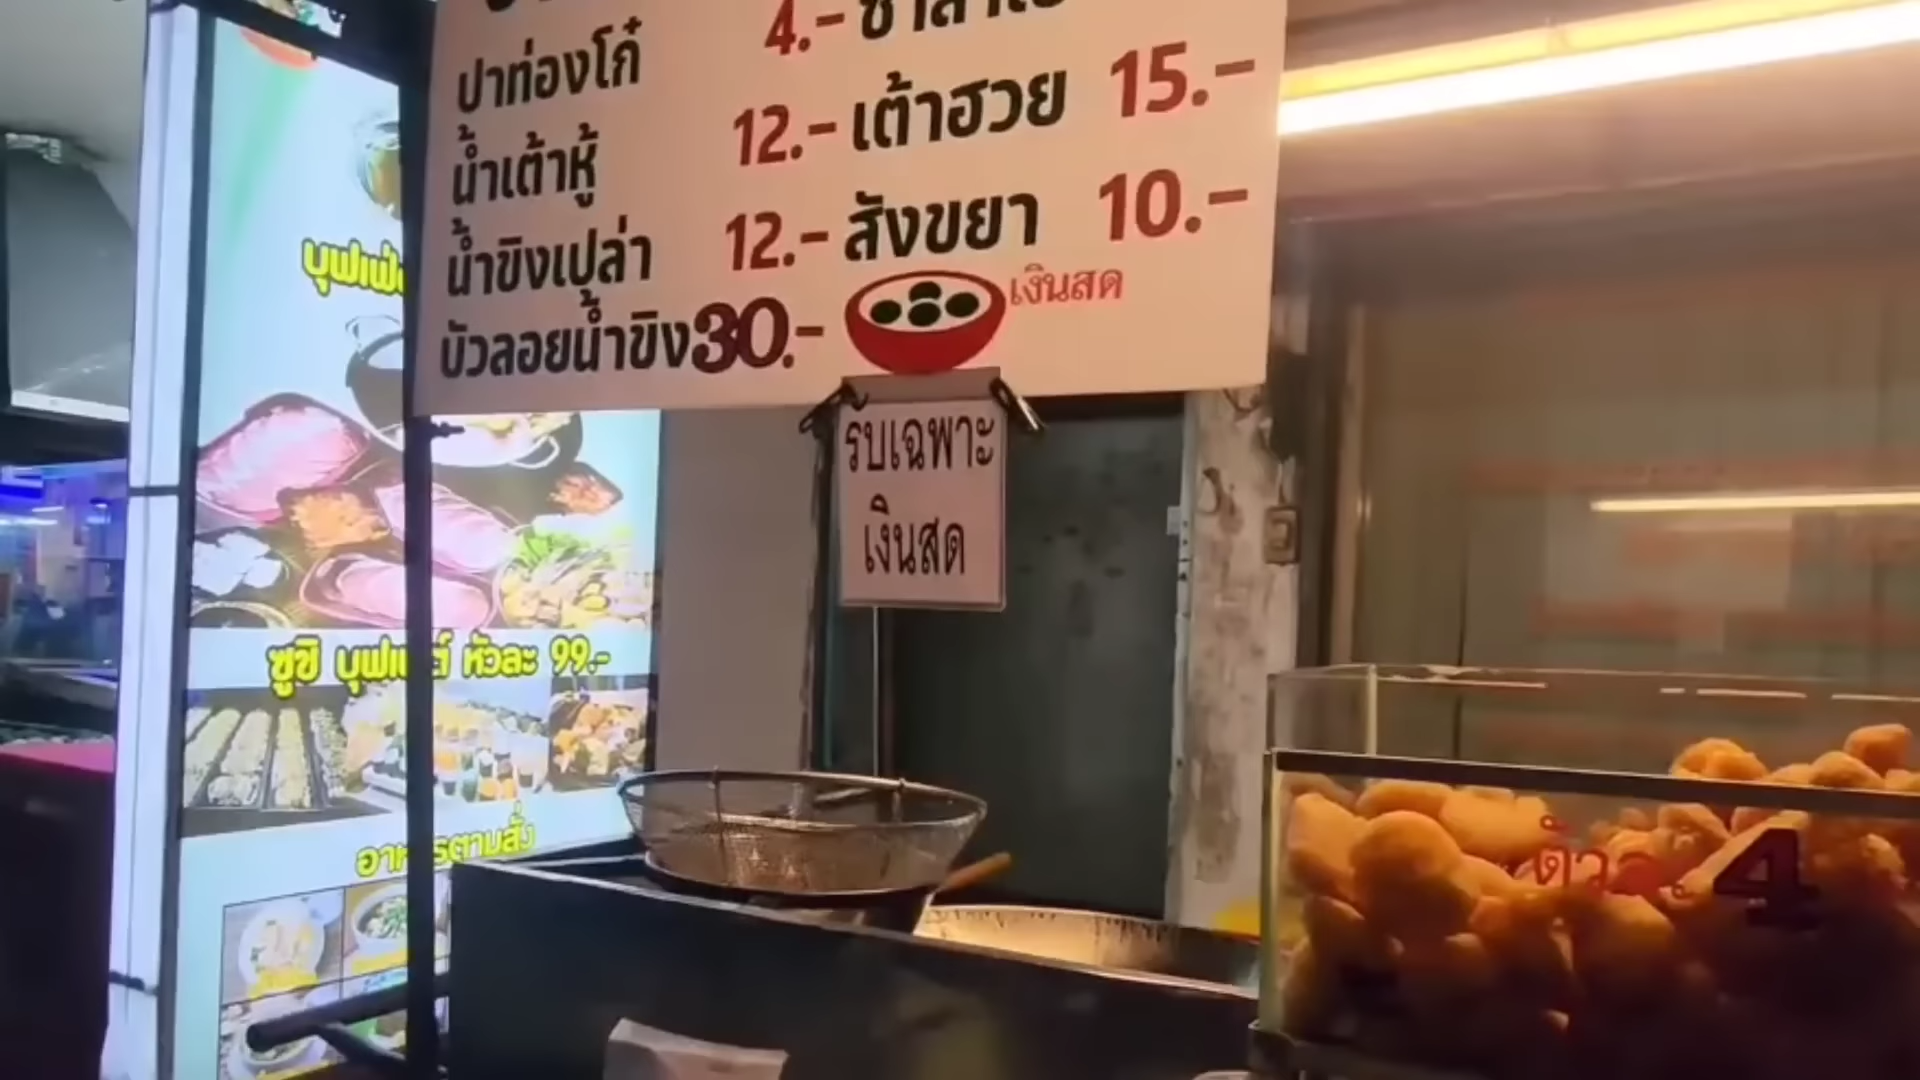 ปาท่องโก๋ 4.-
น้ำเต้าหู้ 12.- เต้าฮวย 15.-
น้ำขิงเปล่า 12.- สังขยา 10.-
บัวลอยน้ำขิง 30.- เงินสด
รับเฉพาะ
เงินสด
ซูชิ บุฟเฟ่ต์ หัวละ 99.-
อาหารตามสั่ง
ตัวละ 4